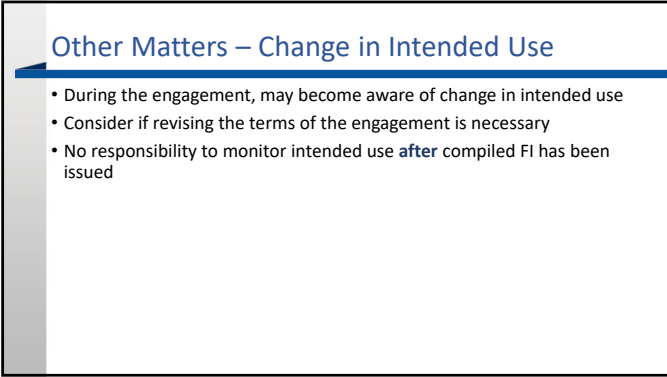 Other Matters – Change in Intended Use
• During the engagement, may become aware of change in intended use
• Consider if revising the terms of the engagement is necessary
• No responsibility to monitor intended use after compiled FI has been
issued